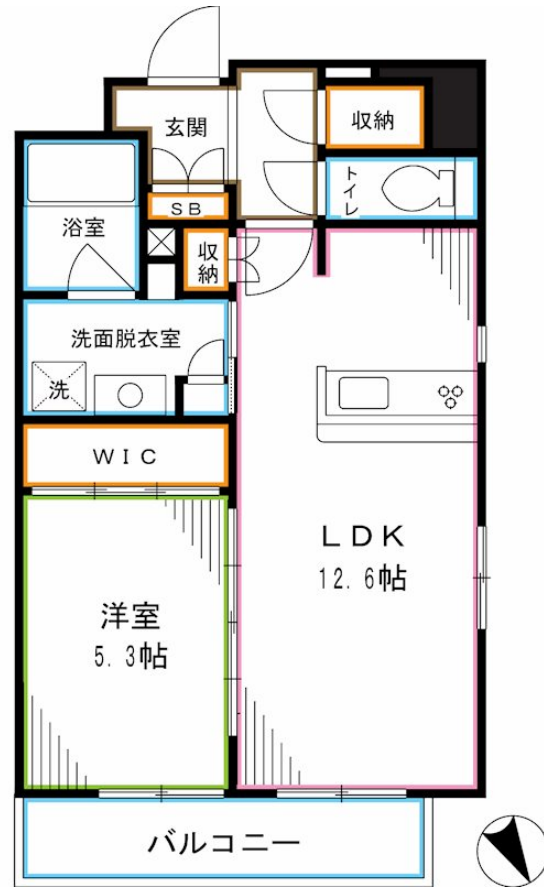 玄関
収納
トイレ
SB
浴室
収納
洗面脱衣室
洗
WIC
LDK
12.6帖
洋室
5.3帖
バルコニー